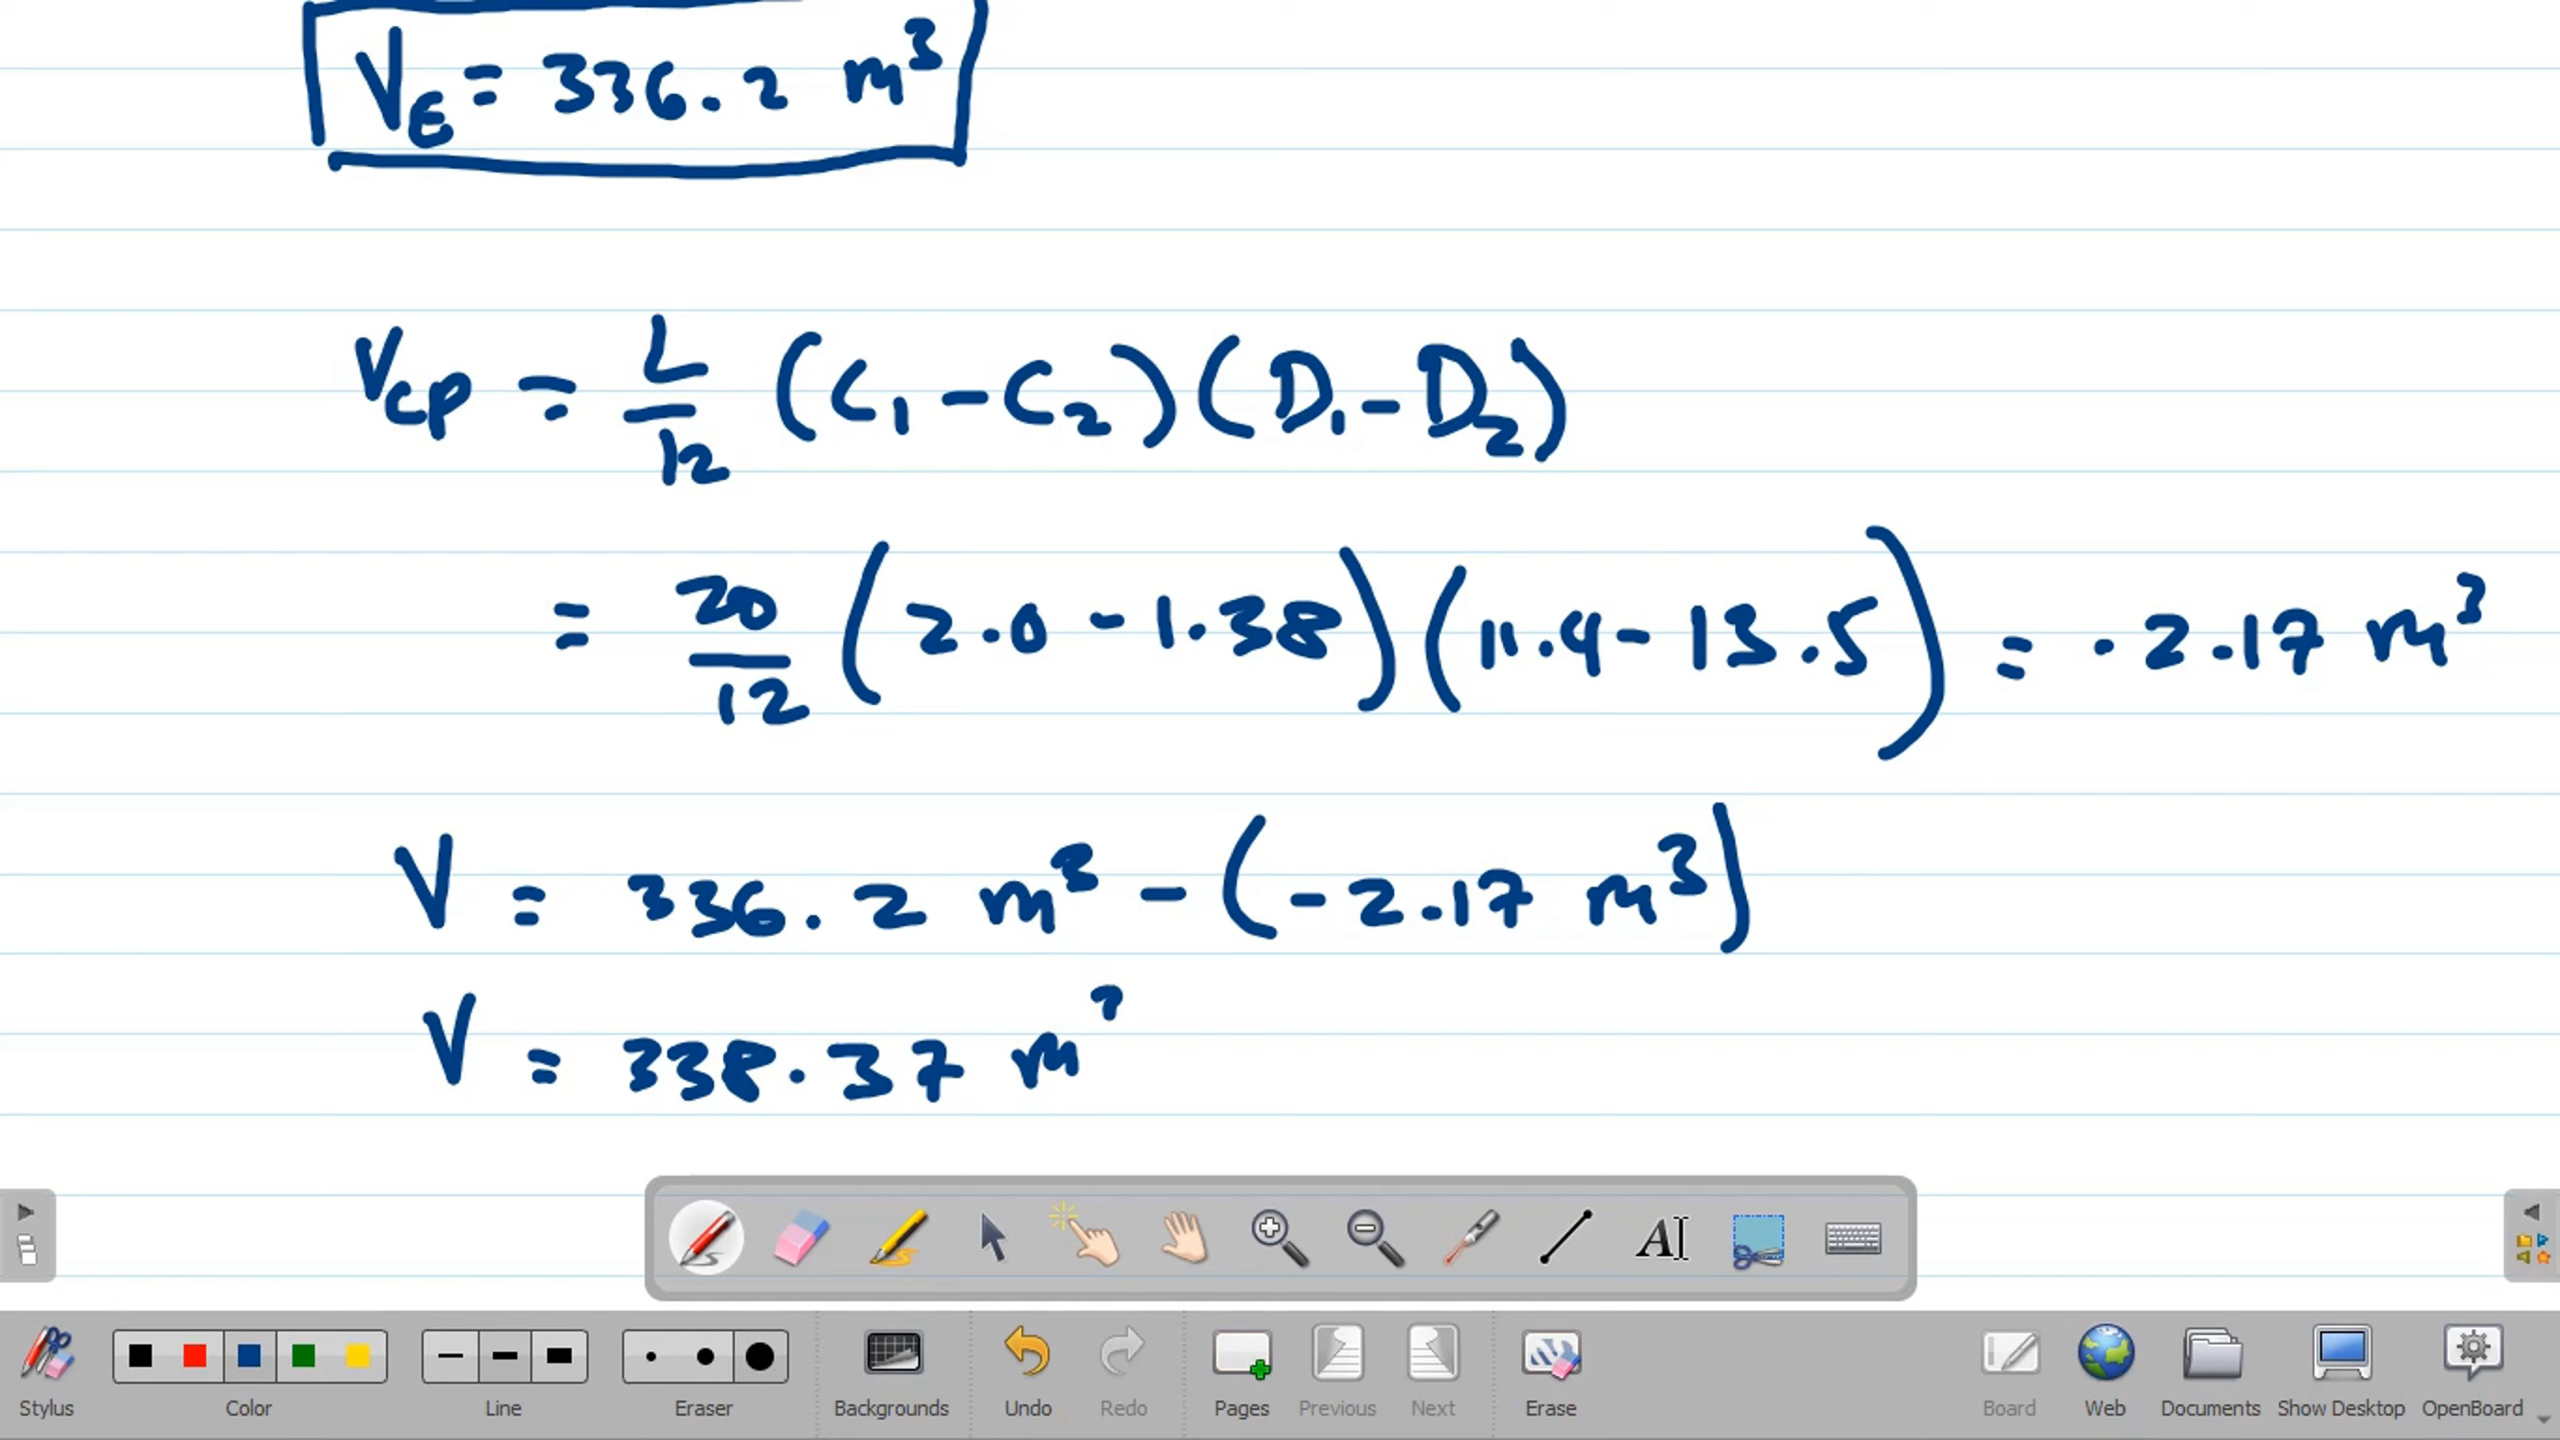 V_E = 336.2 m³
V_CP = L/12 (C₁ - C₂)(D₁ - D₂)
= 20/12 (2.0 - 1.38)(11.4 - 13.5) = -2.17 m³
V = 336.2 m³ - (-2.17 m³)
V = 338.37 m
Stylus Color Line Eraser Backgrounds Undo Redo Pages Previous Next Erase Board Web Documents Show Desktop OpenBoard